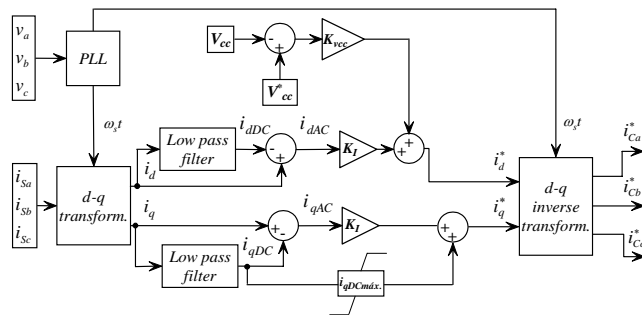 v_a
v_b
v_c
PLL
V_cc
-
+
V*_cc
K_vcc
ω_s t
ω_s t
i_Sa
i_Sb
i_Sc
d-q
transform.
Low pass
filter
i_d
i_dDC
-
+
i_dAC
K_I
+
+
i*_d
i_q
Low pass
filter
i_qDC
+
-
i_qAC
K_I
i_qDCmáx.
+
+
i*_q
d-q
inverse
transform.
i*_Ca
i*_Cb